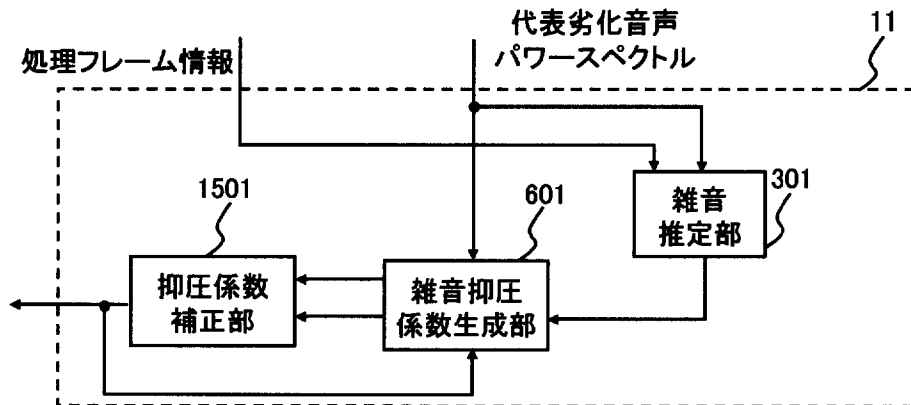 代表劣化音声
パワースペクトル
11
処理フレーム情報
1501
601
301
雑音
推定部
抑圧係数
補正部
雑音抑圧
係数生成部